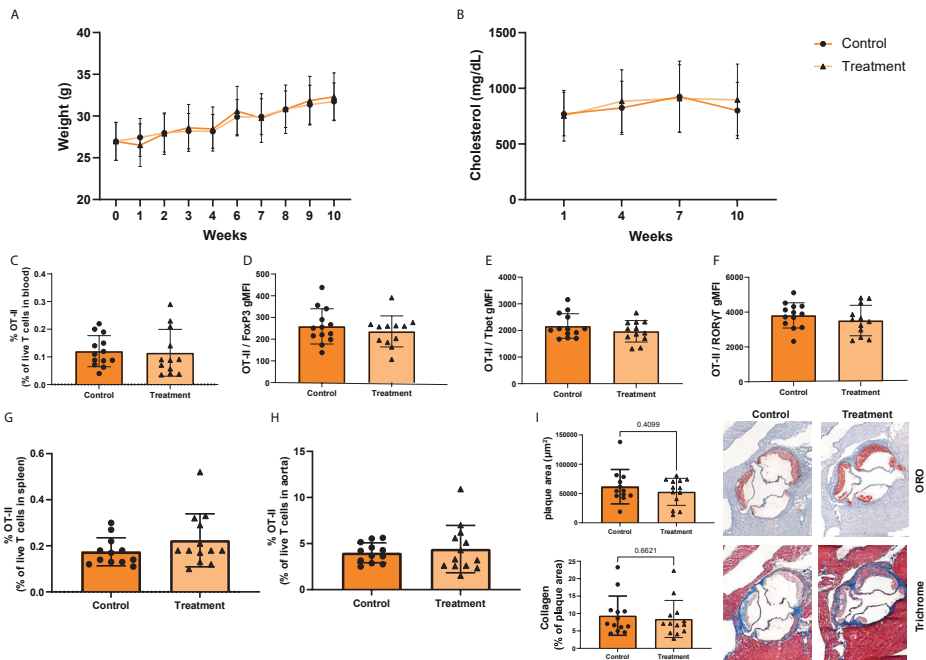 A
Weight (g)
40
35
30
25
20
0 1 2 3 4 6 7 8 9 10
Weeks
B
Cholesterol (mg/dL)
1500
1000
500
0
1 4 7 10
Weeks
Control
Treatment
C
% OT-II
(% of live T cells in blood)
0.4
0.3
0.2
0.1
0.0
Control Treatment
D
OT-II / FoxP3 gMFI
500
400
300
200
100
0
Control Treatment
E
OT-II / Tbet gMFI
4000
3000
2000
1000
0
Control Treatment
F
OT-II / RORγT gMFI
6000
4000
2000
0
Control Treatment
G
% OT-II
(% of live T cells in spleen)
0.6
0.4
0.2
0.0
Control Treatment
H
% OT-II
(% of live T cells in aorta)
15
10
5
0
Control Treatment
I
plaque area (µm²)
150000
100000
50000
0
0.4099
Control Treatment
Collagen
(% of plaque area)
25
20
15
10
5
0
0.6621
Control Treatment
Control Treatment
ORO
Trichrome